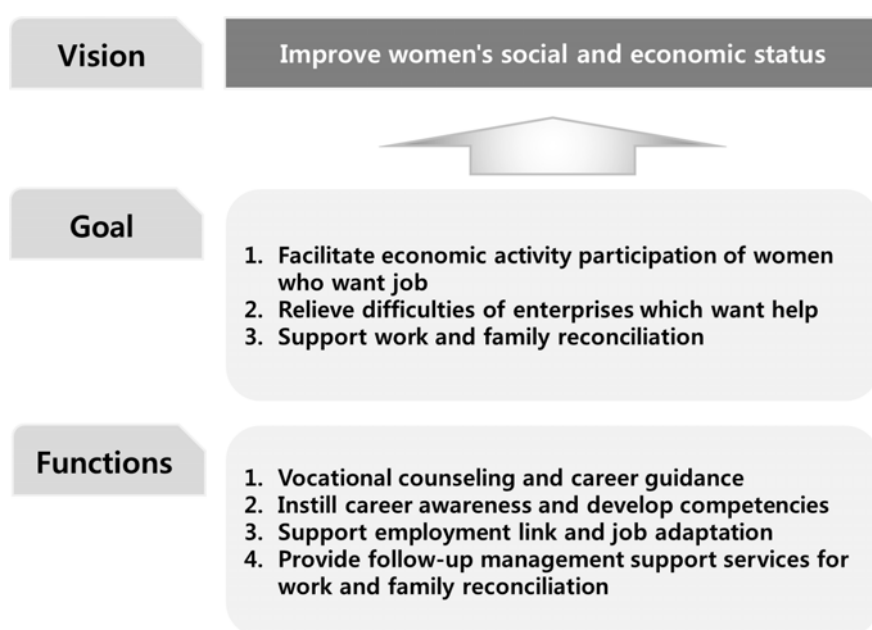 Vision
Improve women's social and economic status
Goal
1. Facilitate economic activity participation of women
who want job
2. Relieve difficulties of enterprises which want help
3. Support work and family reconciliation
Functions
1. Vocational counseling and career guidance
2. Instill career awareness and develop competencies
3. Support employment link and job adaptation
4. Provide follow-up management support services for
work and family reconciliation